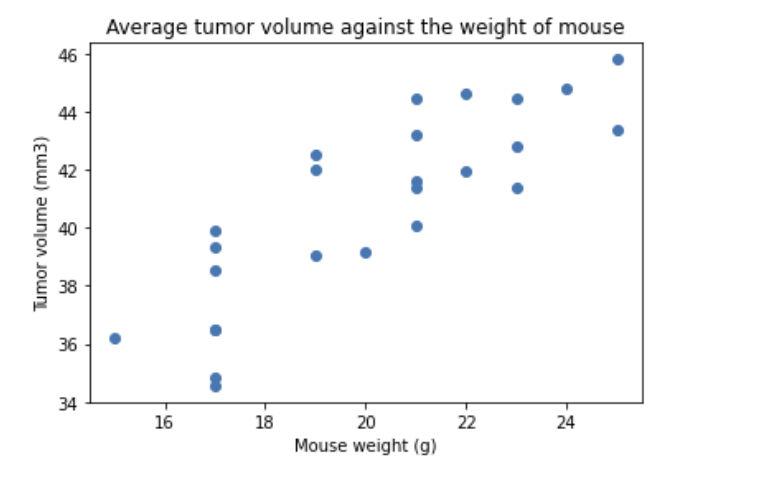 Average tumor volume against the weight of mouse
46
44
42
40
38
36
34
Tumor volume (mm3)
16 18 20 22 24
Mouse weight (g)